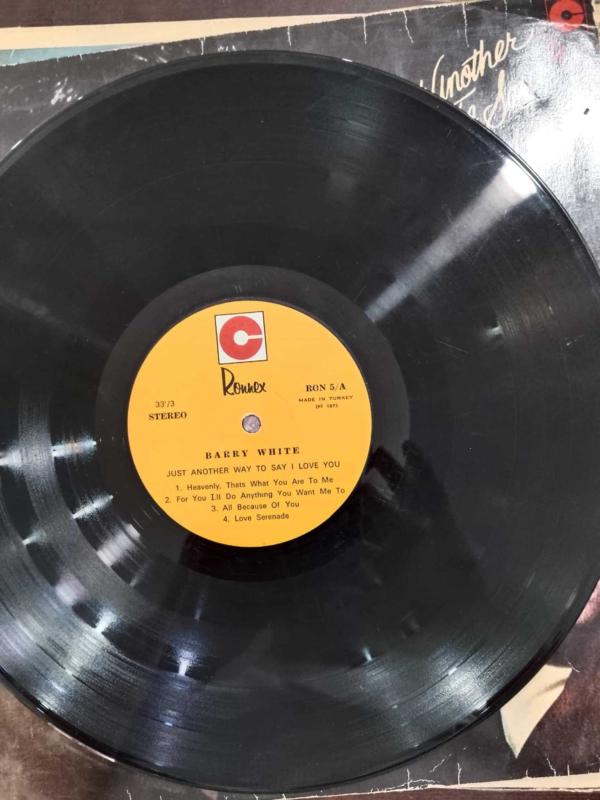 Another
Ronnex
33'/3
STEREO
RON 5/A
MADE IN TURKEY
BARRY WHITE
JUST ANOTHER WAY TO SAY I LOVE YOU
1. Heavenly, Thats What You Are To Me
2. For You I.ll Do Anything You Want Me To
3. All Because Of You
4. Love Serenade